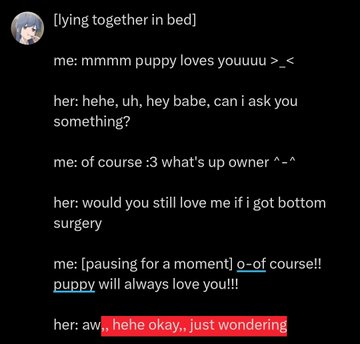 [lying together in bed]
me: mmmm puppy loves youuuu >_<
her: hehe, uh, hey babe, can i ask you
something?
me: of course :3 what's up owner ^-^
her: would you still love me if i got bottom
surgery
me: [pausing for a moment] o-of course!!
puppy will always love you!!!
her: aw,, hehe okay,, just wondering